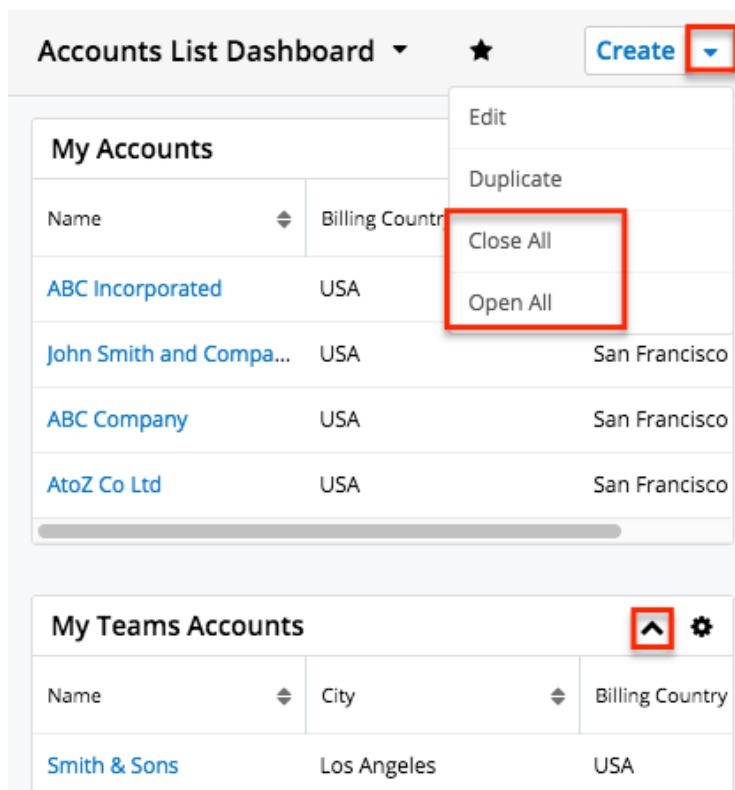 Accounts List Dashboard Create
Edit
My Accounts
Duplicate
Name Billing Countr
Close All
ABC Incorporated USA
Open All
John Smith and Compa... USA San Francisco
ABC Company USA San Francisco
AtoZ Co Ltd USA San Francisco
My Teams Accounts
Name City Billing Country
Smith & Sons Los Angeles USA